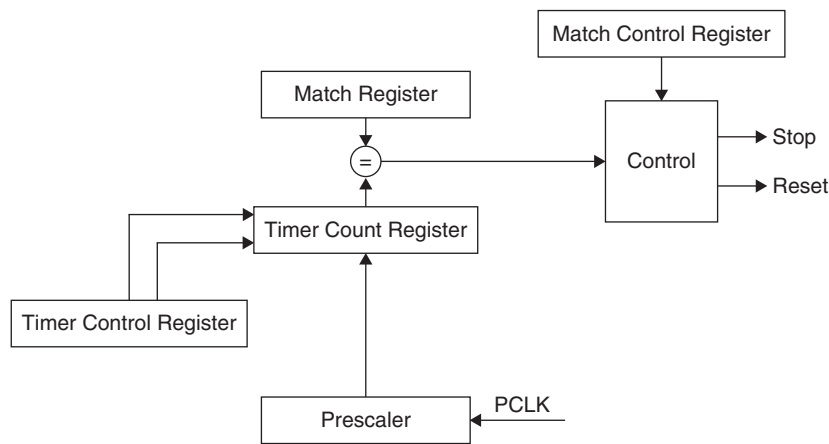 Match Control Register
Match Register
Control
Stop
=
Reset
Timer Count Register
Timer Control Register
PCLK
Prescaler